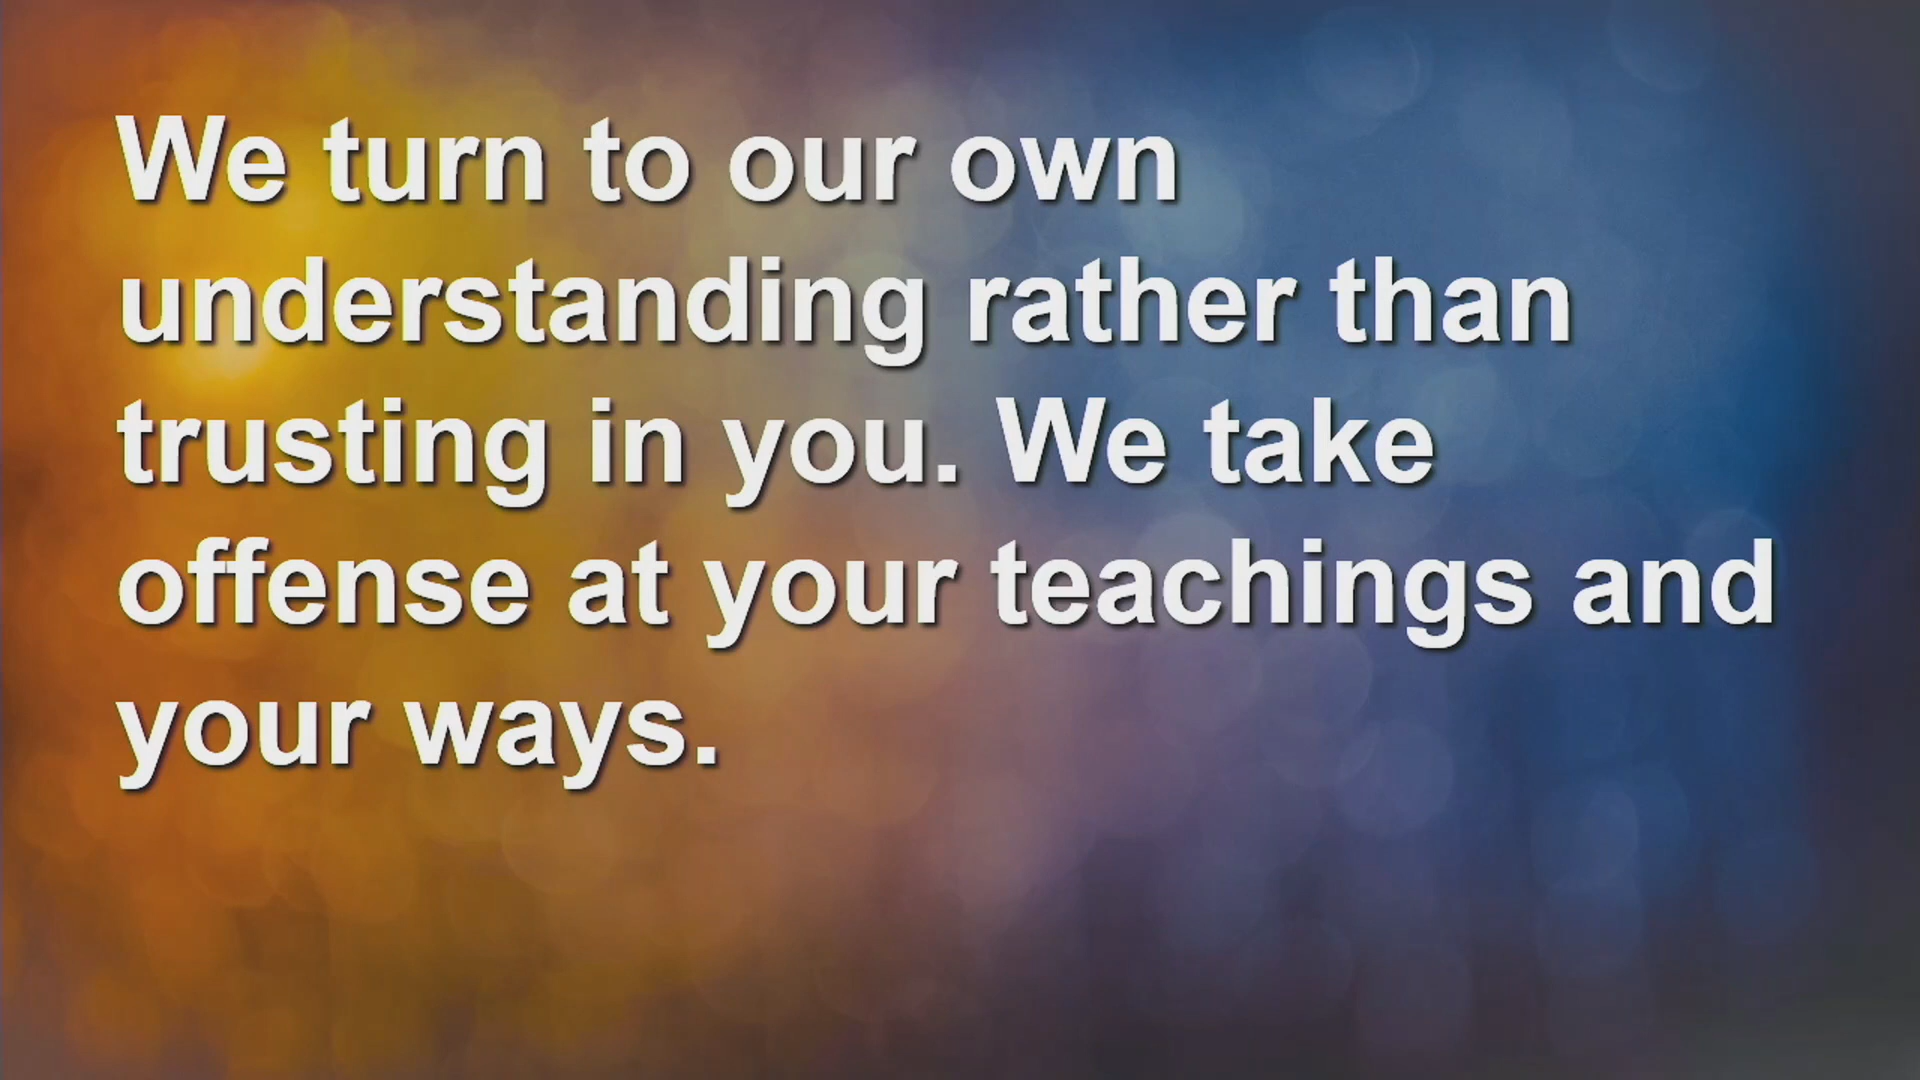 We turn to our own
understanding rather than
trusting in you. We take
offense at your teachings and
your ways.